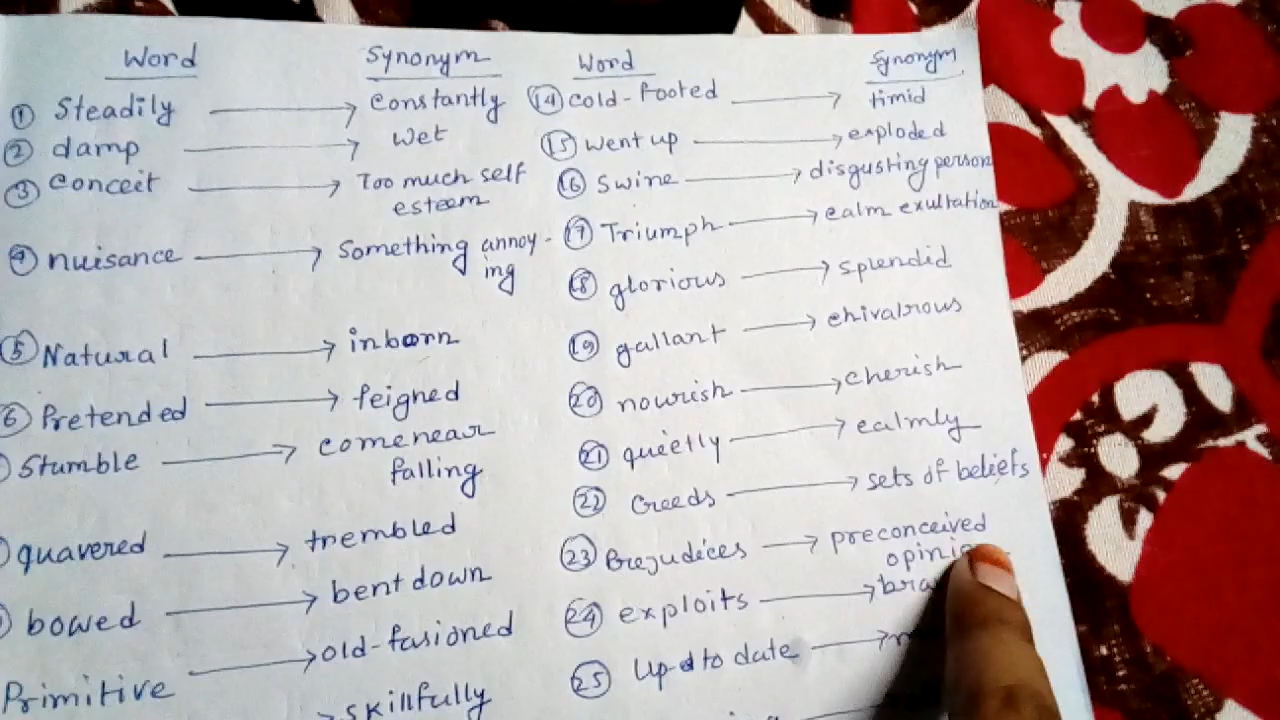 Word Synonym
① Steadily → constantly
② damp → wet
③ conceit → Too much self
esteem
④ nuisance → Something annoy-
ing
⑤ Natural → inborn
⑥ Pretended → feigned
Stumble → come near
falling
quavered → trembled
bowed → bent down
Primitive → old-fasioned
skillfully
Word Synonym
⑭ cold-footed → timid
⑮ went up → exploded
⑯ Swine → disgusting person
⑰ Triumph → calm exultation
⑱ glorious → splendid
⑲ gallant → chivalrous
⑳ nourish → cherish
㉑ quietly → calmly
㉒ Creeds → sets of beliefs
㉓ Prejudices → preconceived
㉔ exploits →
㉕ Up-to date →